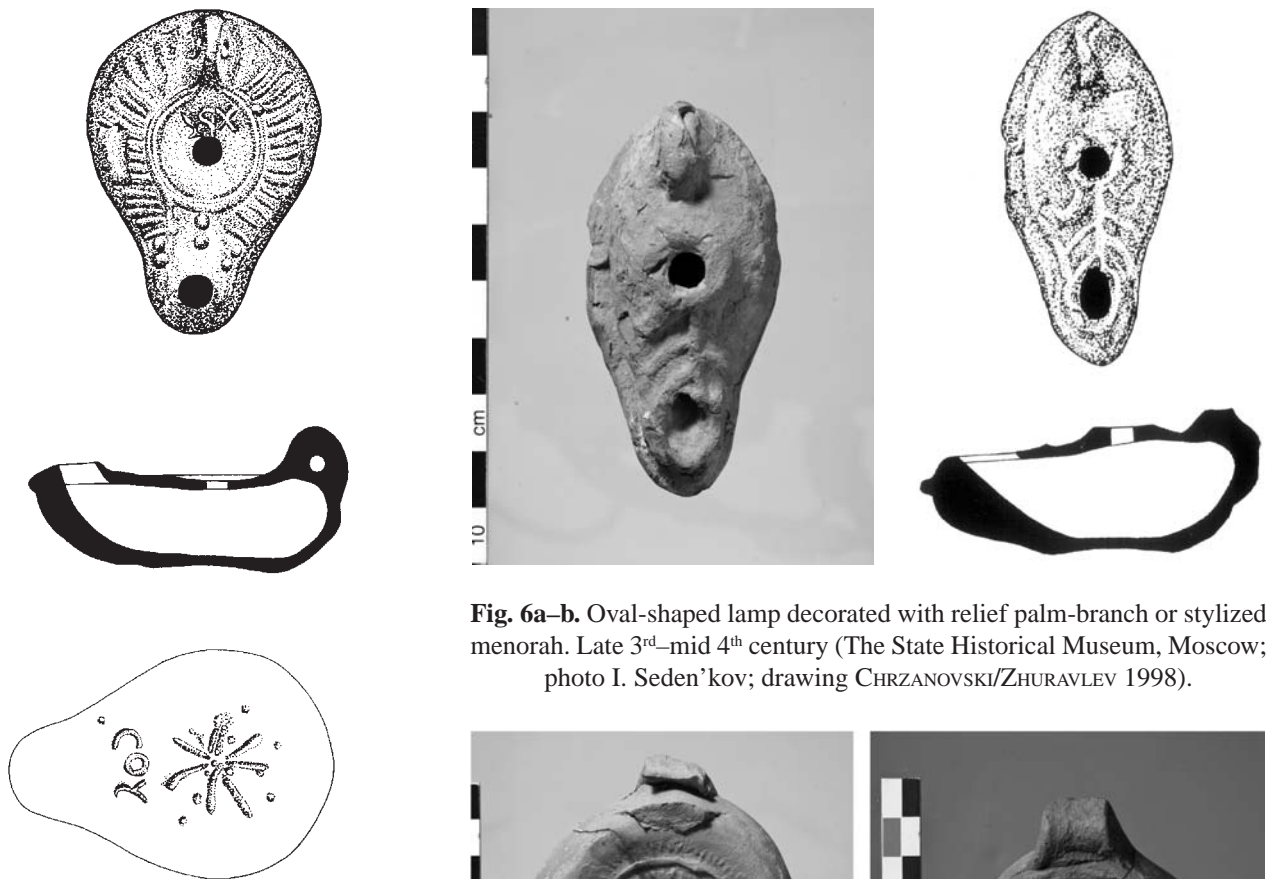 cm
10
Fig. 6a–b. Oval-shaped lamp decorated with relief palm-branch or stylized
menorah. Late 3rd–mid 4th century (The State Historical Museum, Moscow;
photo I. Seden’kov; drawing CHRZANOVSKI/ZHURAVLEV 1998).